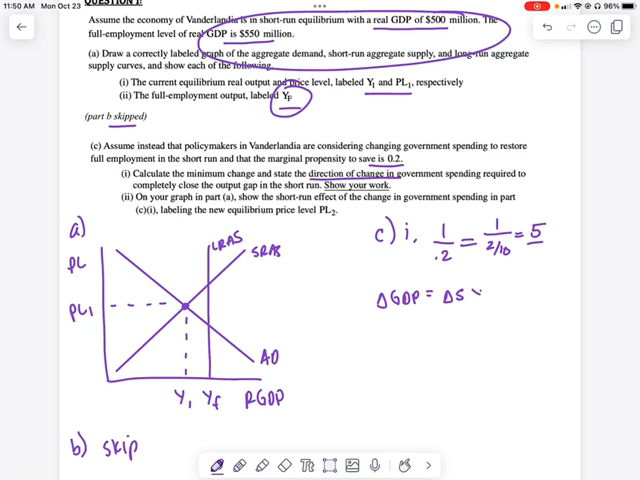 11:50 AM Mon Oct 23
QUESTION 1:
Assume the economy of Vanderlandia is in short-run equilibrium with a real GDP of $500 million. The
full-employment level of real GDP is $550 million.
(a) Draw a correctly labeled graph of the aggregate demand, short-run aggregate supply, and long-run aggregate
supply curves, and show each of the following.
(i) The current equilibrium real output and price level, labeled Y1 and PL1, respectively
(ii) The full-employment output, labeled YF
(part b skipped)
(c) Assume instead that policymakers in Vanderlandia are considering changing government spending to restore
full employment in the short run and that the marginal propensity to save is 0.2.
(i) Calculate the minimum change and state the direction of change in government spending required to
completely close the output gap in the short run. Show your work.
(ii) On your graph in part (a), show the short-run effect of the change in government spending in part
(c)(i), labeling the new equilibrium price level PL2.
a)
PL
PL1
LRAS
SRAS
AD
Y1 Yf RGDP
b) skip
c) i. 1/.2 = 1/2/10 = 5
ΔGDP = ΔS